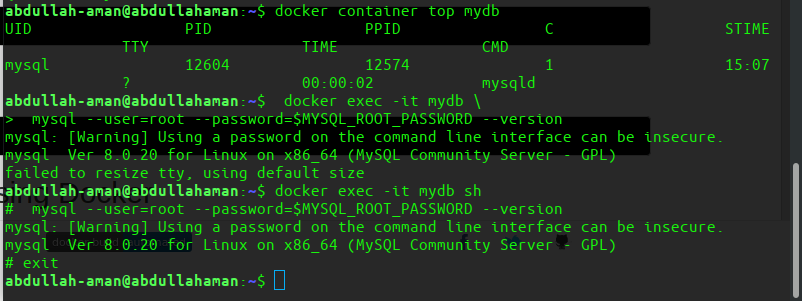 abdullah-aman@abdullahaman:~$ docker container top mydb
UID PID PPID C STIME
TTY TIME CMD
mysql 12604 12574 1 15:07
? 00:00:02 mysqld
abdullah-aman@abdullahaman:~$  docker exec -it mydb \
>  mysql --user=root --password=$MYSQL_ROOT_PASSWORD --version
mysql: [Warning] Using a password on the command line interface can be insecure.
mysql  Ver 8.0.20 for Linux on x86_64 (MySQL Community Server - GPL)
failed to resize tty, using default size
abdullah-aman@abdullahaman:~$ docker exec -it mydb sh
#  mysql --user=root --password=$MYSQL_ROOT_PASSWORD --version
mysql: [Warning] Using a password on the command line interface can be insecure.
mysql  Ver 8.0.20 for Linux on x86_64 (MySQL Community Server - GPL)
# exit
abdullah-aman@abdullahaman:~$